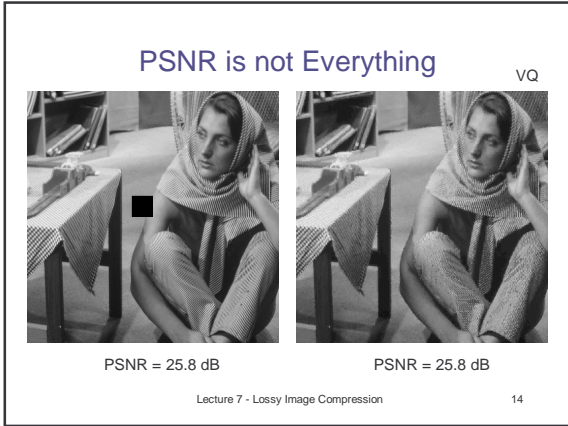 PSNR is not Everything
VQ
PSNR = 25.8 dB
PSNR = 25.8 dB
Lecture 7 - Lossy Image Compression
14